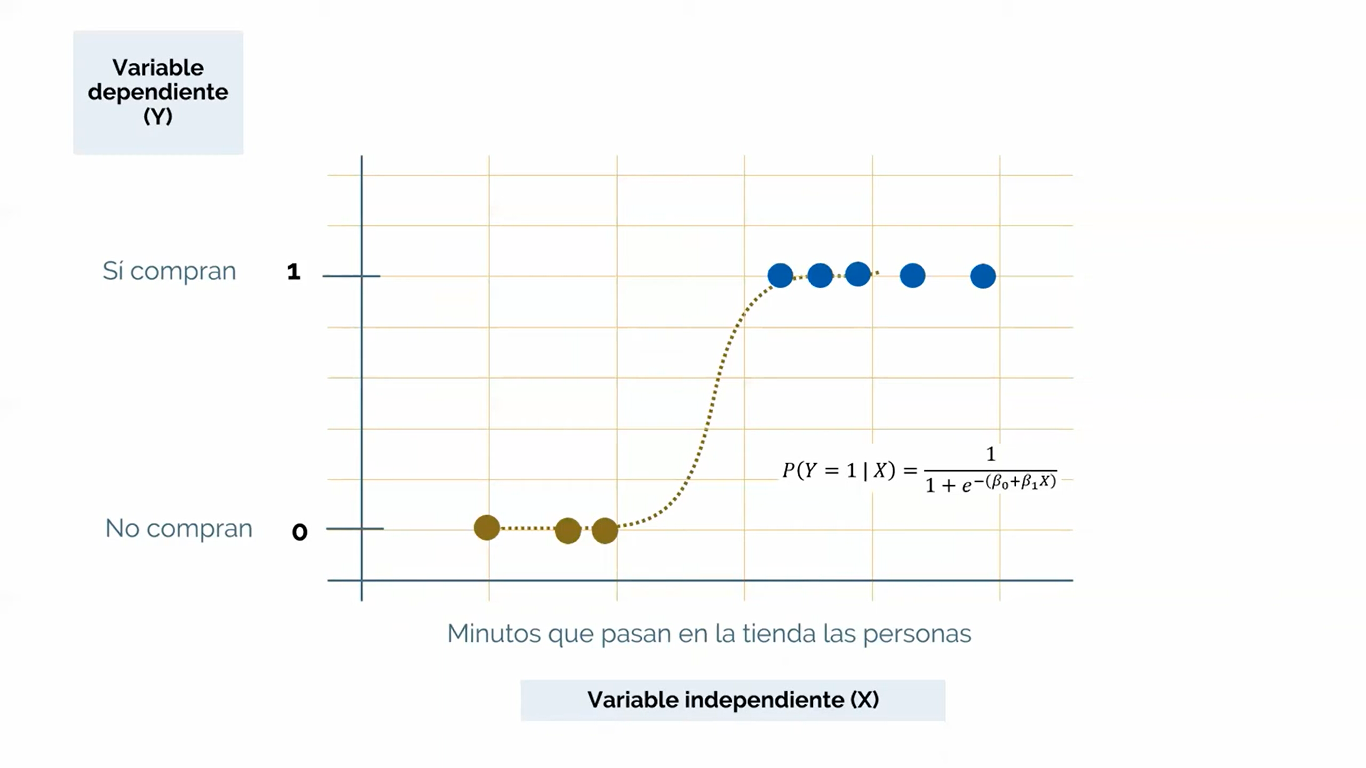 Variable
dependiente
(Y)
Sí compran
1
P(Y = 1 | X) = 1 / 1 + e^−(β₀+β₁X)
No compran
0
Minutos que pasan en la tienda las personas
Variable independiente (X)